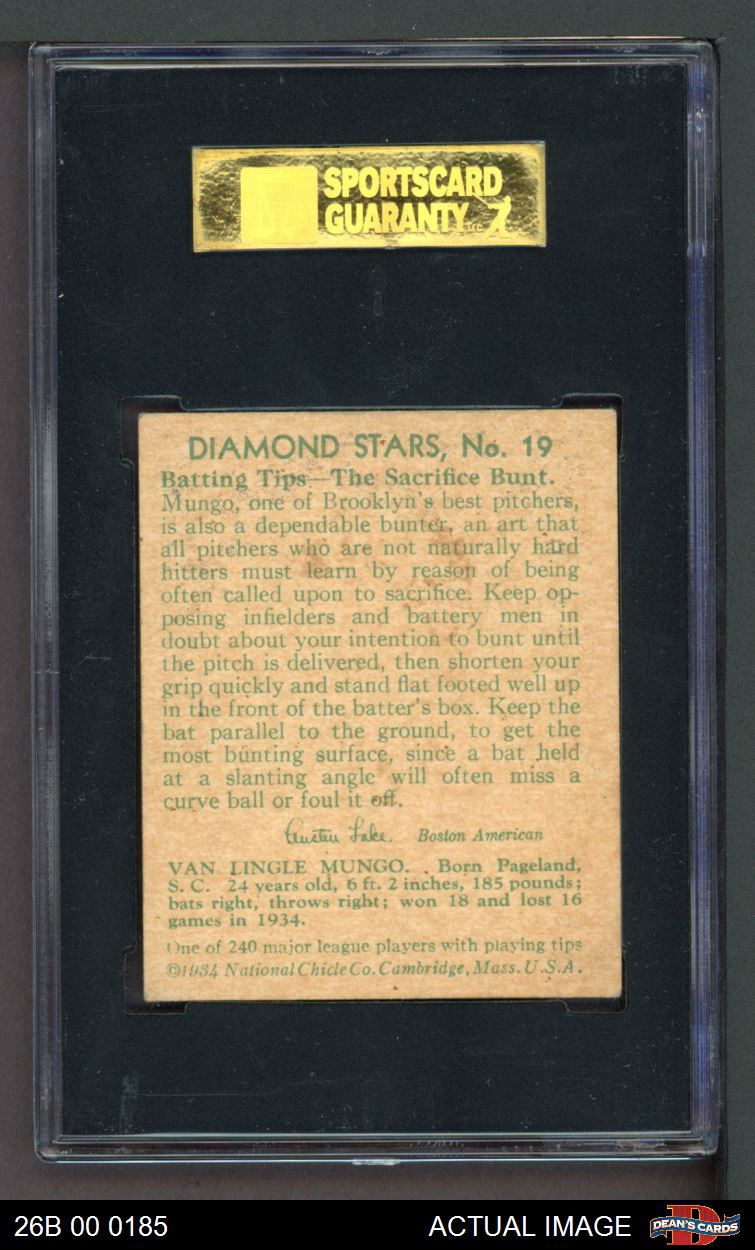 SPORTSCARD
GUARANTY LLC
DIAMOND STARS, No. 19
Batting Tips—The Sacrifice Bunt.
Mungo, one of Brooklyn's best pitchers,
is also a dependable bunter, an art that
all pitchers who are not naturally hard
hitters must learn by reason of being
often called upon to sacrifice. Keep op-
posing infielders and battery men in
doubt about your intention to bunt until
the pitch is delivered, then shorten your
grip quickly and stand flat footed well up
in the front of the batter's box. Keep the
bat parallel to the ground, to get the
most bunting surface, since a bat held
at a slanting angle will often miss a
curve ball or foul it off.
Austen Lake. Boston American
VAN LINGLE MUNGO. . Born Pageland,
S. C. 24 years old, 6 ft. 2 inches, 185 pounds;
bats right, throws right; won 18 and lost 16
games in 1934.
One of 240 major league players with playing tips
©1934 National Chicle Co. Cambridge, Mass. U.S.A.
26B 00 0185 ACTUAL IMAGE DEAN'S CARDS